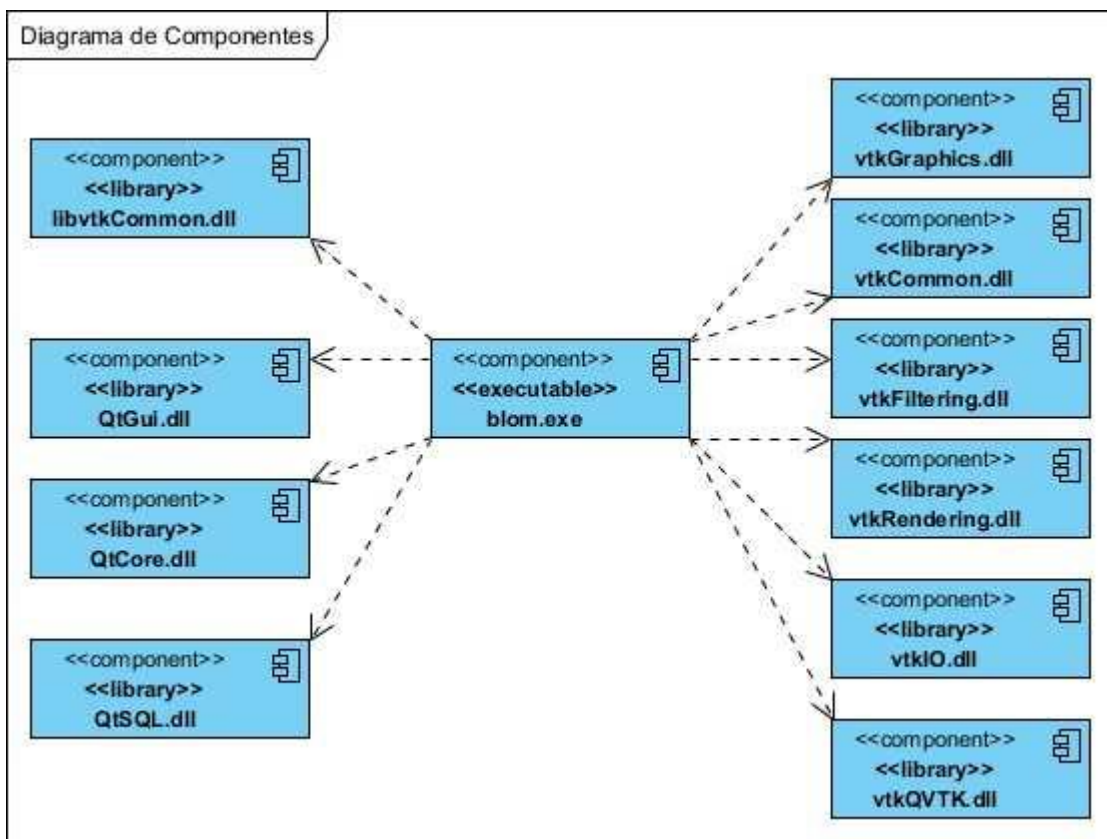 Diagrama de Componentes
<<component>>
<<library>>
libvtkCommon.dll
<<component>>
<<library>>
QtGui.dll
<<component>>
<<library>>
QtCore.dll
<<component>>
<<library>>
QtSQL.dll
<<component>>
<<executable>>
blom.exe
<<component>>
<<library>>
vtkGraphics.dll
<<component>>
<<library>>
vtkCommon.dll
<<component>>
<<library>>
vtkFiltering.dll
<<component>>
<<library>>
vtkRendering.dll
<<component>>
<<library>>
vtkIO.dll
<<component>>
<<library>>
vtkQVTK.dll